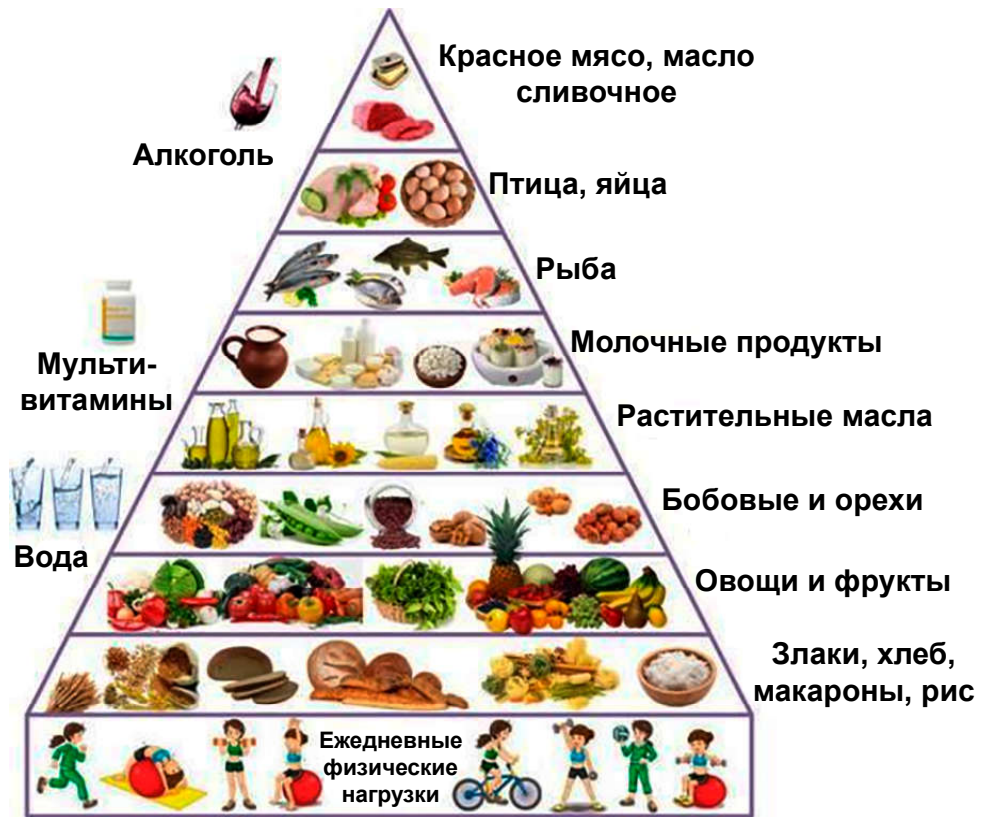 Красное мясо, масло
сливочное
Алкоголь
Птица, яйца
Рыба
Молочные продукты
Мульти-
витамины
Растительные масла
Бобовые и орехи
Вода
Овощи и фрукты
Злаки, хлеб,
макароны, рис
Ежедневные
физические
нагрузки